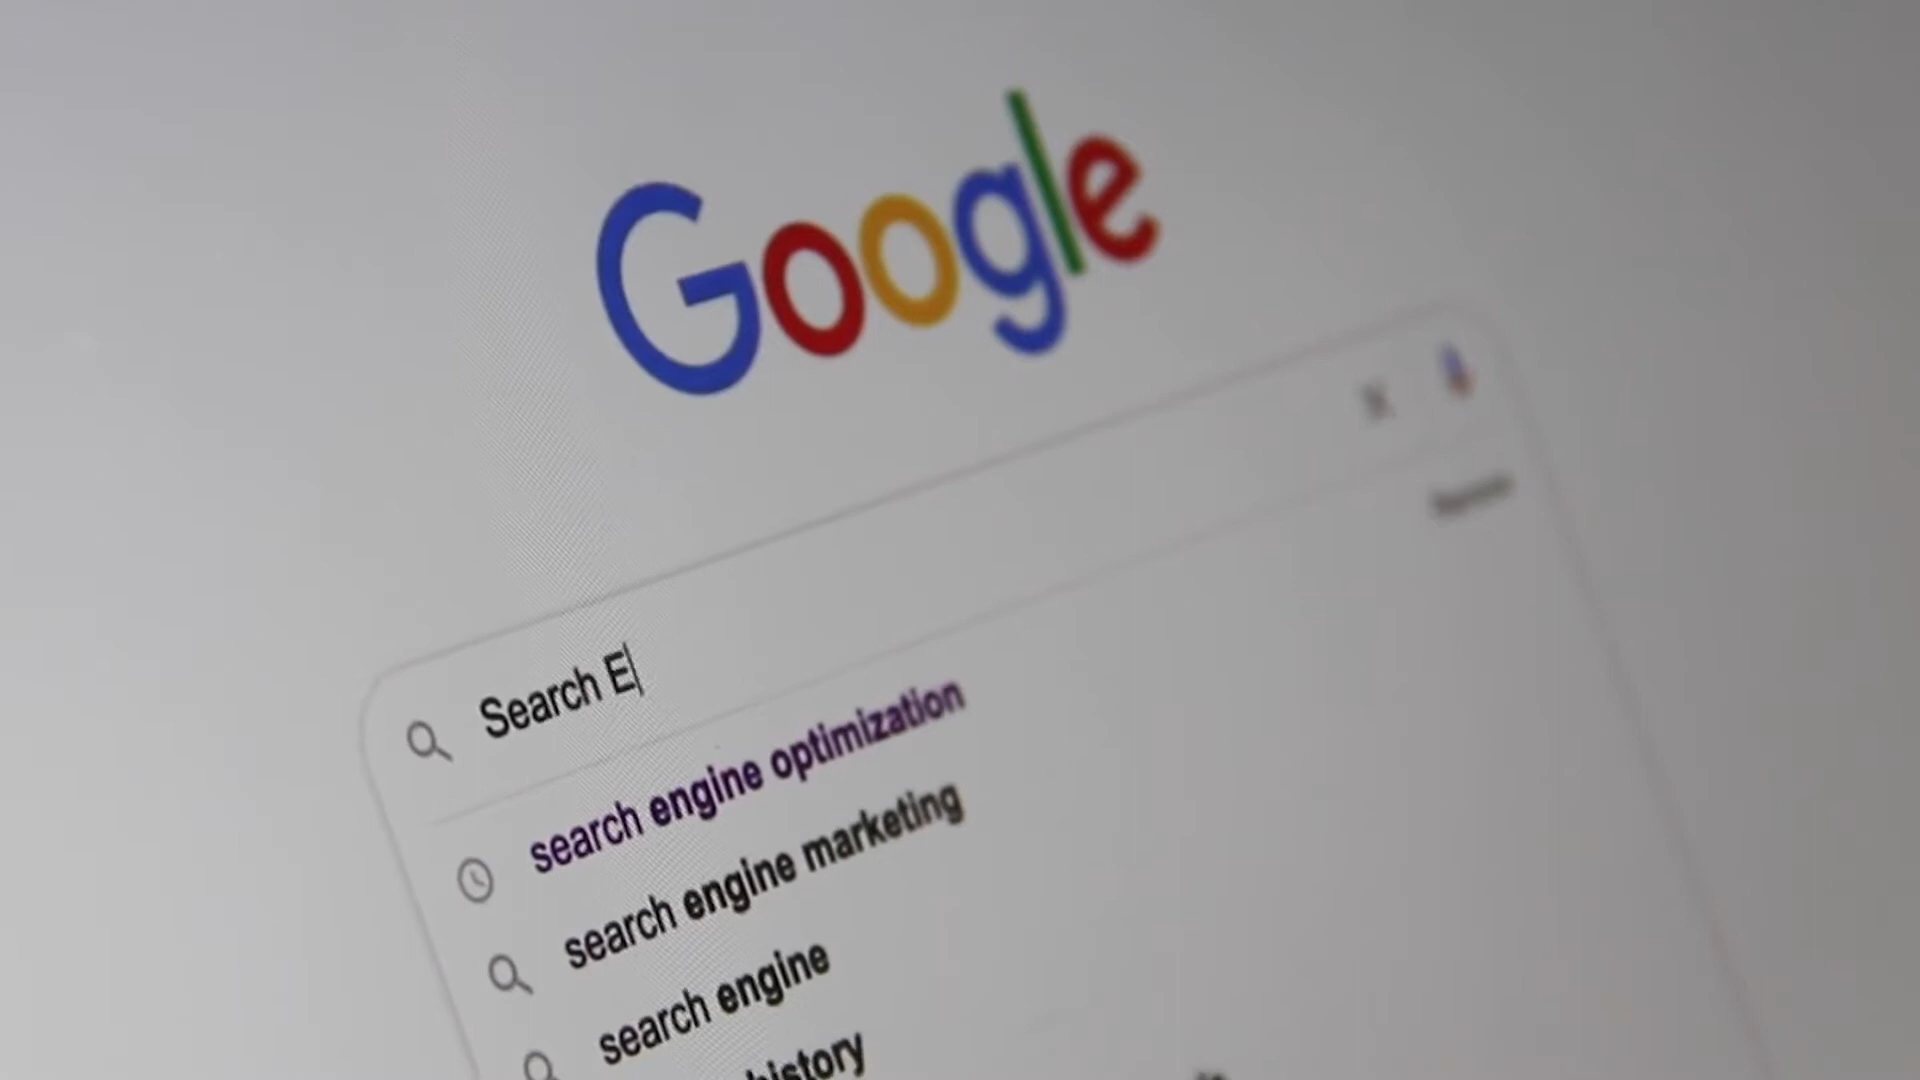 Google
Search E
search engine optimization
search engine marketing
search engine
history